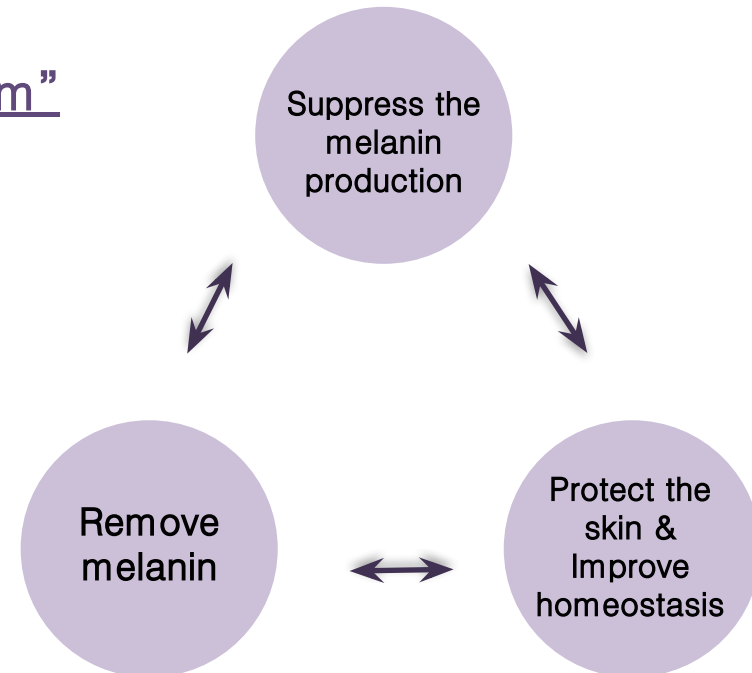 m”
Suppress the
melanin
production
Remove
melanin
Protect the
skin &
Improve
homeostasis